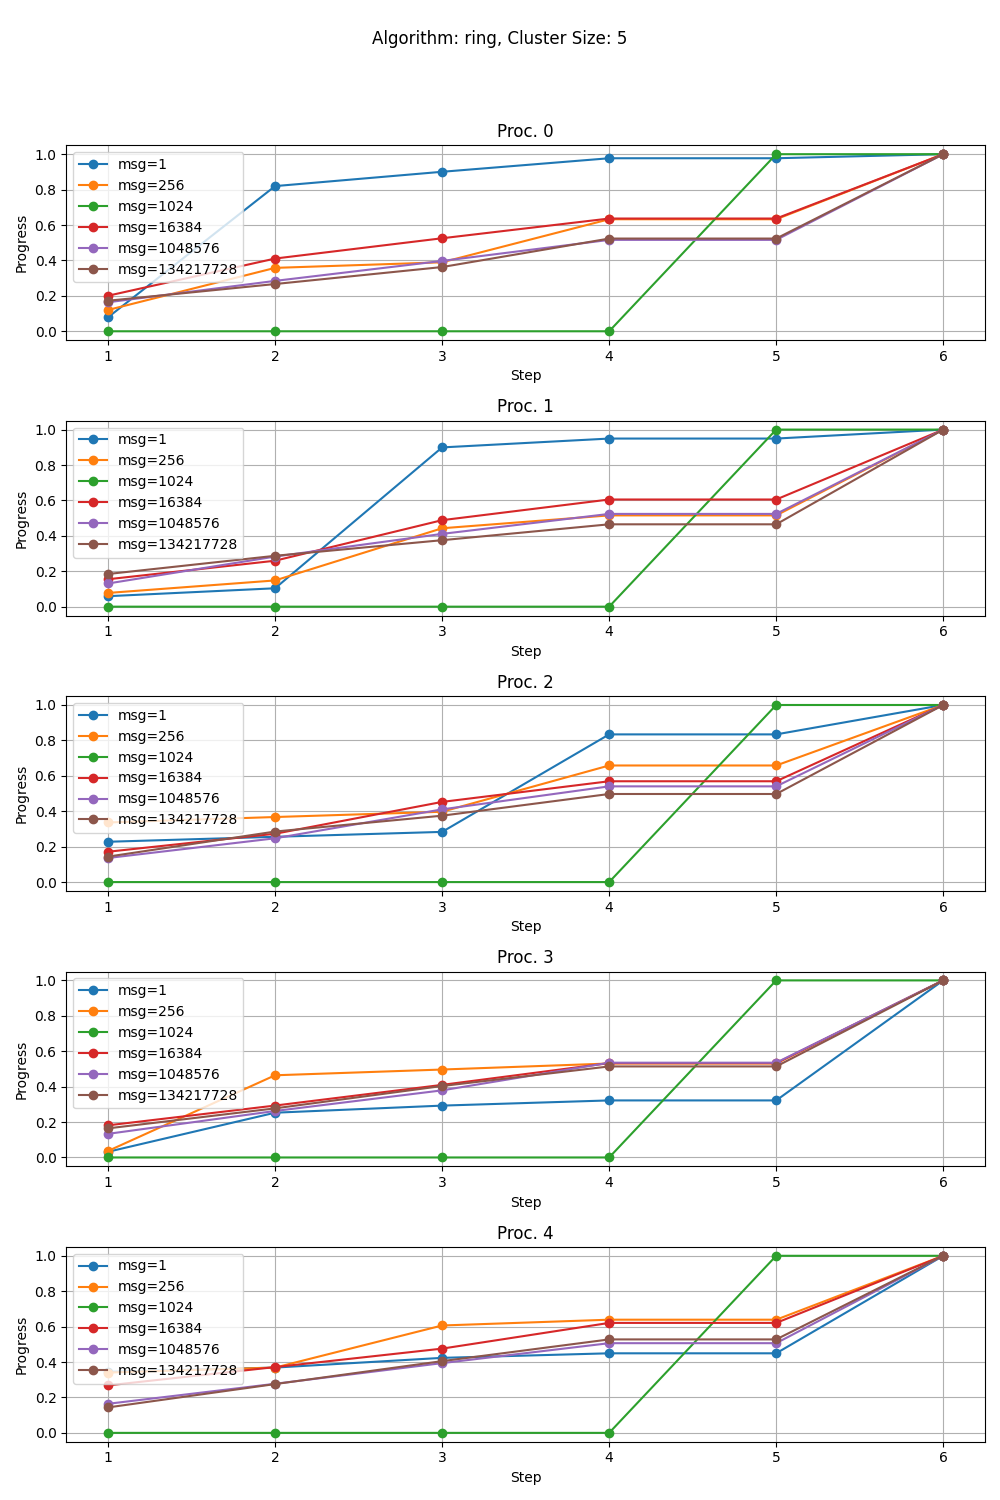 Algorithm: ring, Cluster Size: 5
Proc. 0
Progress
1.0
0.8
0.6
0.4
0.2
0.0
msg=1
msg=256
msg=1024
msg=16384
msg=1048576
msg=134217728
1 2 3 4 5 6
Step
Proc. 1
Progress
1.0
0.8
0.6
0.4
0.2
0.0
msg=1
msg=256
msg=1024
msg=16384
msg=1048576
msg=134217728
1 2 3 4 5 6
Step
Proc. 2
Progress
1.0
0.8
0.6
0.4
0.2
0.0
msg=1
msg=256
msg=1024
msg=16384
msg=1048576
msg=134217728
1 2 3 4 5 6
Step
Proc. 3
Progress
1.0
0.8
0.6
0.4
0.2
0.0
msg=1
msg=256
msg=1024
msg=16384
msg=1048576
msg=134217728
1 2 3 4 5 6
Step
Proc. 4
Progress
1.0
0.8
0.6
0.4
0.2
0.0
msg=1
msg=256
msg=1024
msg=16384
msg=1048576
msg=134217728
1 2 3 4 5 6
Step